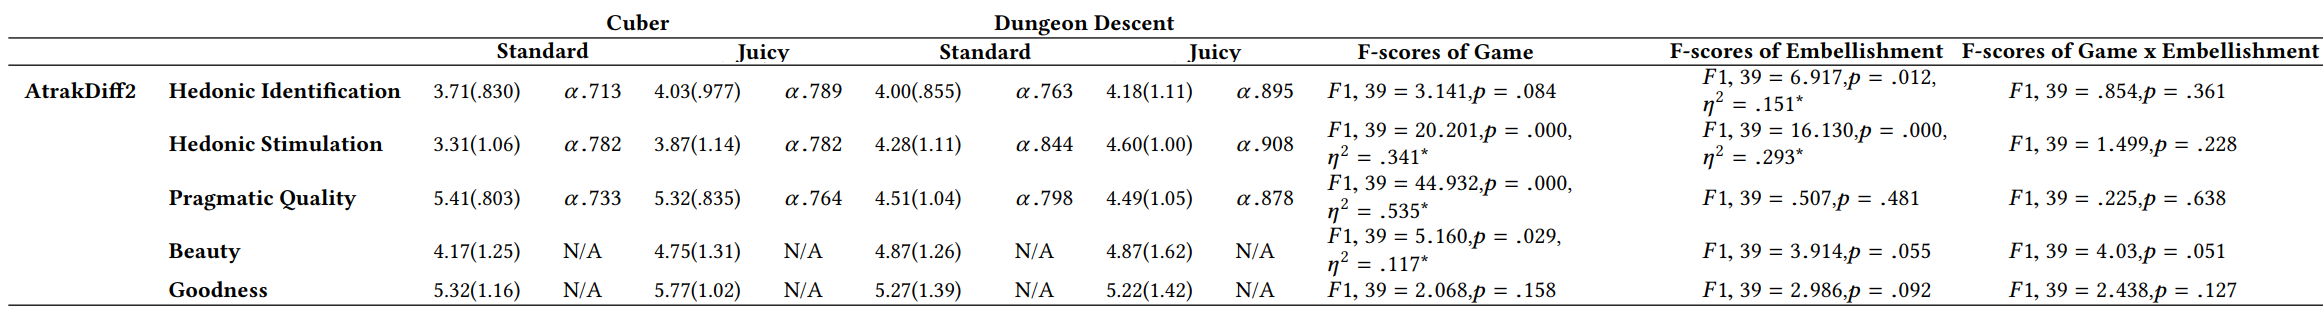 Cuber Dungeon Descent
Standard Juicy Standard Juicy F-scores of Game F-scores of Embellishment F-scores of Game x Embellishment
AtrakDiff2 Hedonic Identification 3.71(.830) α.713 4.03(.977) α.789 4.00(.855) α.763 4.18(1.11) α.895 F1, 39 = 3.141,p = .084 F1, 39 = 6.917,p = .012, η² = .151* F1, 39 = .854,p = .361
Hedonic Stimulation 3.31(1.06) α.782 3.87(1.14) α.782 4.28(1.11) α.844 4.60(1.00) α.908 F1, 39 = 20.201,p = .000, η² = .341* F1, 39 = 16.130,p = .000, η² = .293* F1, 39 = 1.499,p = .228
Pragmatic Quality 5.41(.803) α.733 5.32(.835) α.764 4.51(1.04) α.798 4.49(1.05) α.878 F1, 39 = 44.932,p = .000, η² = .535* F1, 39 = .507,p = .481 F1, 39 = .225,p = .638
Beauty 4.17(1.25) N/A 4.75(1.31) N/A 4.87(1.26) N/A 4.87(1.62) N/A F1, 39 = 5.160,p = .029, η² = .117* F1, 39 = 3.914,p = .055 F1, 39 = 4.03,p = .051
Goodness 5.32(1.16) N/A 5.77(1.02) N/A 5.27(1.39) N/A 5.22(1.42) N/A F1, 39 = 2.068,p = .158 F1, 39 = 2.986,p = .092 F1, 39 = 2.438,p = .127